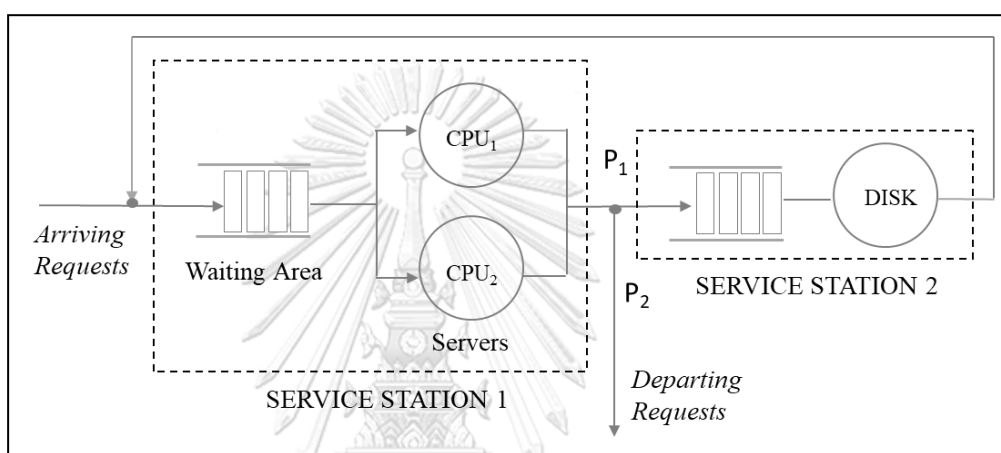 CPU₁
P₁
DISK
Arriving
Requests
Waiting Area
CPU₂
P₂
SERVICE STATION 2
Servers
Departing
Requests
SERVICE STATION 1